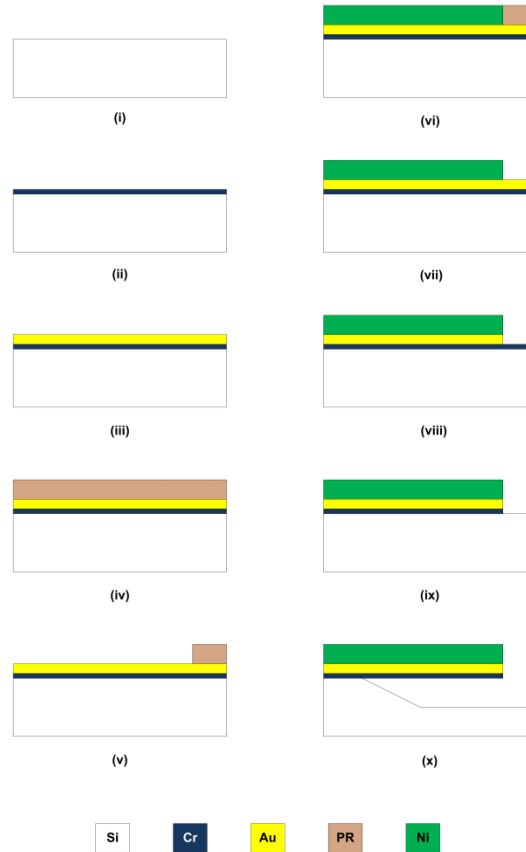 (i)
(ii)
(iii)
(iv)
(v)
(vi)
(vii)
(viii)
(ix)
(x)
Si Cr Au PR Ni